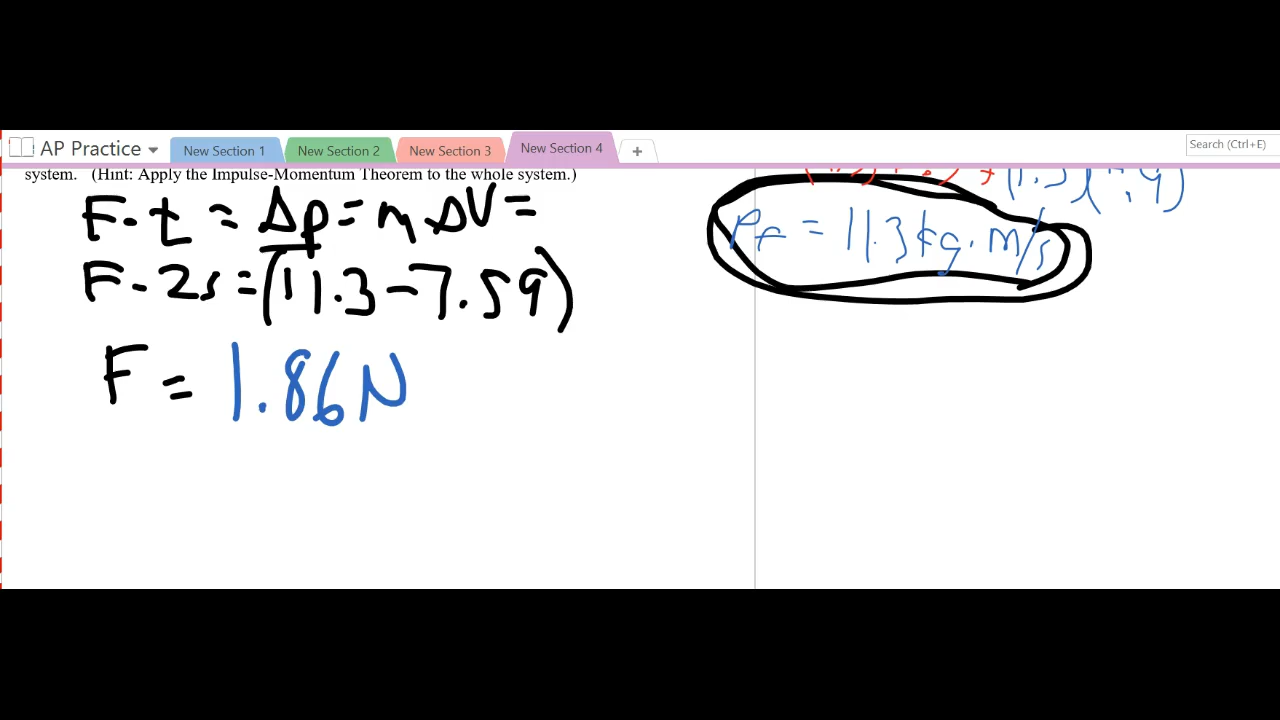 AP Practice
New Section 1
New Section 2
New Section 3
New Section 4
+
Search (Ctrl+E)
system. (Hint: Apply the Impulse-Momentum Theorem to the whole system.)
F·t = Δp = mΔV =
F·2s = (11.3 - 7.59)
F = 1.86N
PF = 11.3kg·m/s